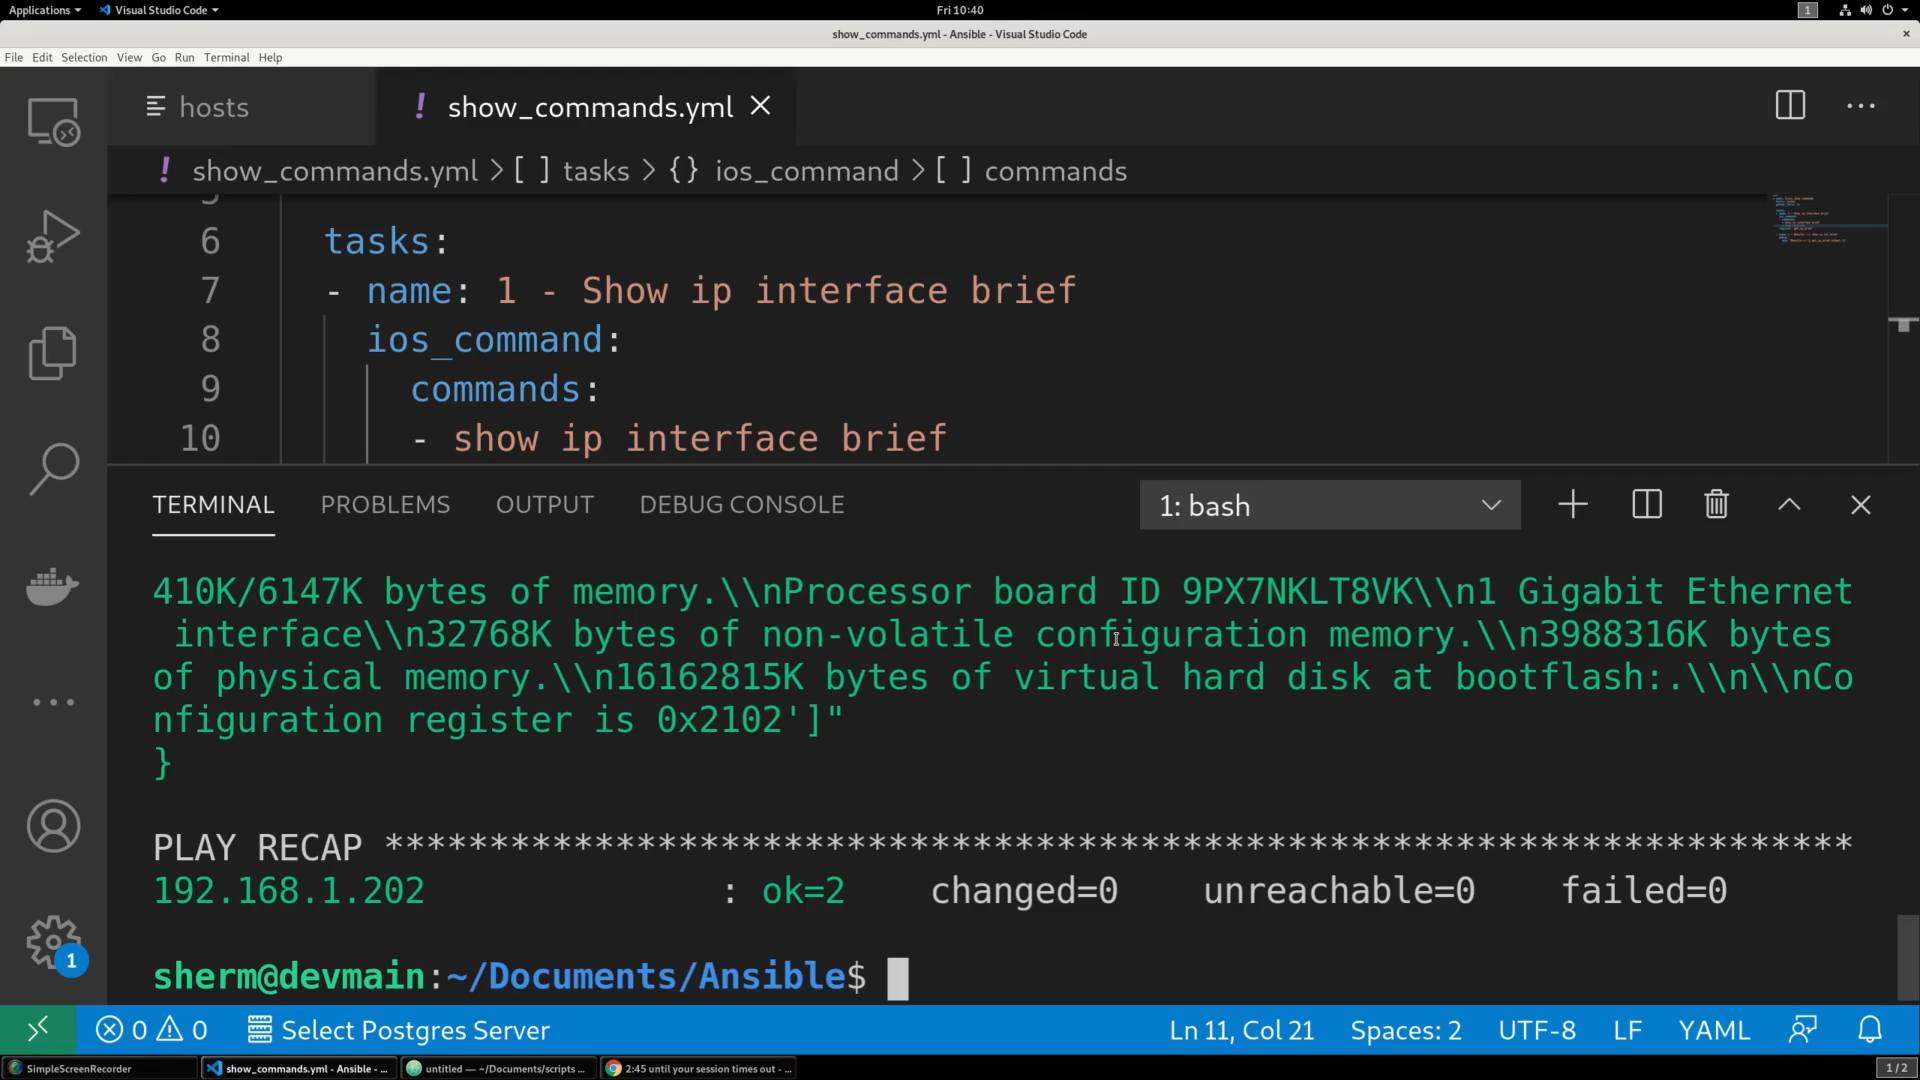 Applications Visual Studio Code Fri 10:40 1
show_commands.yml - Ansible - Visual Studio Code
File Edit Selection View Go Run Terminal Help
hosts ! show_commands.yml
! show_commands.yml > [ ] tasks > {} ios_command > [ ] commands
6 tasks:
7 - name: 1 - Show ip interface brief
8 ios_command:
9 commands:
10 - show ip interface brief
TERMINAL PROBLEMS OUTPUT DEBUG CONSOLE 1: bash
410K/6147K bytes of memory.\\nProcessor board ID 9PX7NKLT8VK\\n1 Gigabit Ethernet
interface\\n32768K bytes of non-volatile configuration memory.\\n3988316K bytes
of physical memory.\\n16162815K bytes of virtual hard disk at bootflash:.\\n\\nCo
nfiguration register is 0x2102']"
}
PLAY RECAP **********************************************************************
192.168.1.202 : ok=2 changed=0 unreachable=0 failed=0
1
sherm@devmain:~/Documents/Ansible$
0 0 Select Postgres Server Ln 11, Col 21 Spaces: 2 UTF-8 LF YAML
SimpleScreenRecorder show_commands.yml - Ansible - ... untitled — ~/Documents/scripts ... 2:45 until your session times out - ... 1 / 2